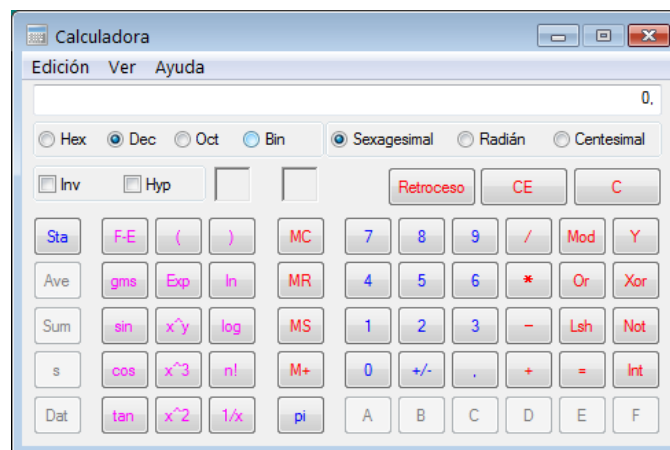 Calculadora
Edición Ver Ayuda
0,
Hex Dec Oct Bin Sexagesimal Radián Centesimal
Inv Hyp Retroceso CE C
Sta F-E ( ) MC 7 8 9 / Mod Y
Ave gms Exp ln MR 4 5 6 * Or Xor
Sum sin x^y log MS 1 2 3 - Lsh Not
s cos x^3 n! M+ 0 +/- , + = Int
Dat tan x^2 1/x pi A B C D E F